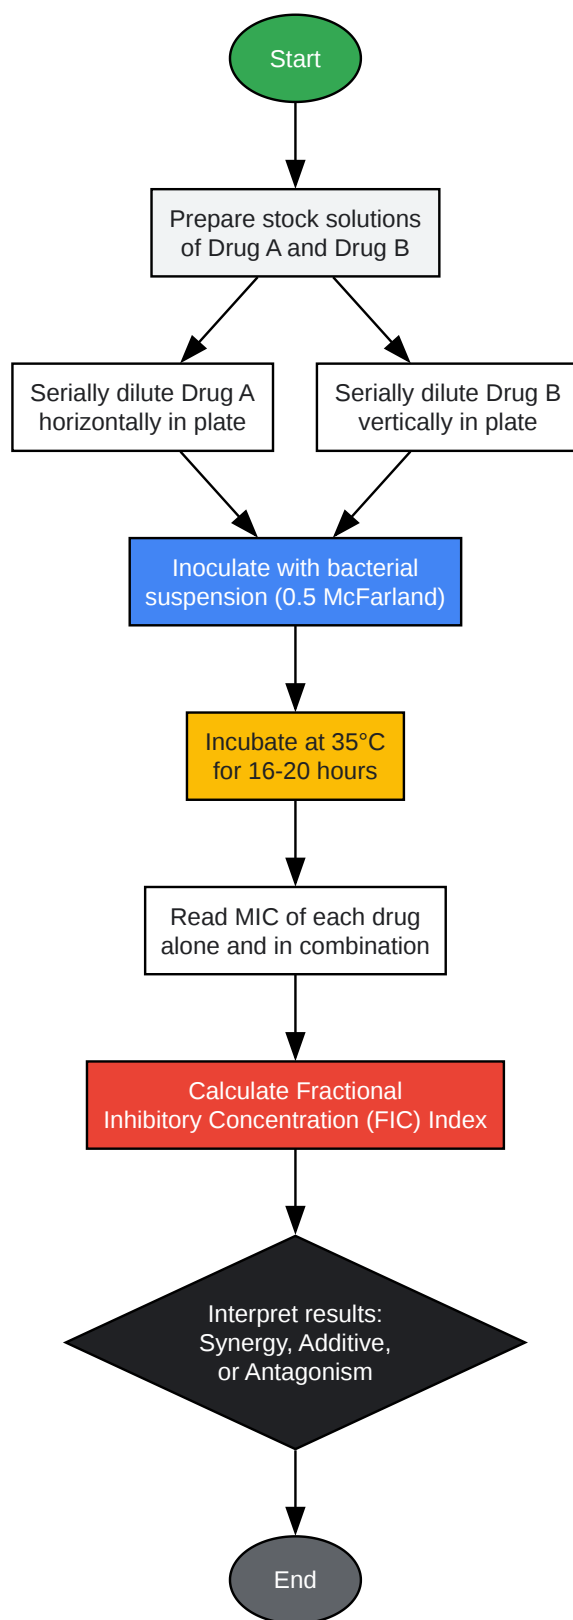 Start
Prepare stock solutions
of Drug A and Drug B
Serially dilute Drug A
horizontally in plate
Serially dilute Drug B
vertically in plate
Inoculate with bacterial
suspension (0.5 McFarland)
Incubate at 35°C
for 16-20 hours
Read MIC of each drug
alone and in combination
Calculate Fractional
Inhibitory Concentration (FIC) Index
Interpret results:
Synergy, Additive,
or Antagonism
End